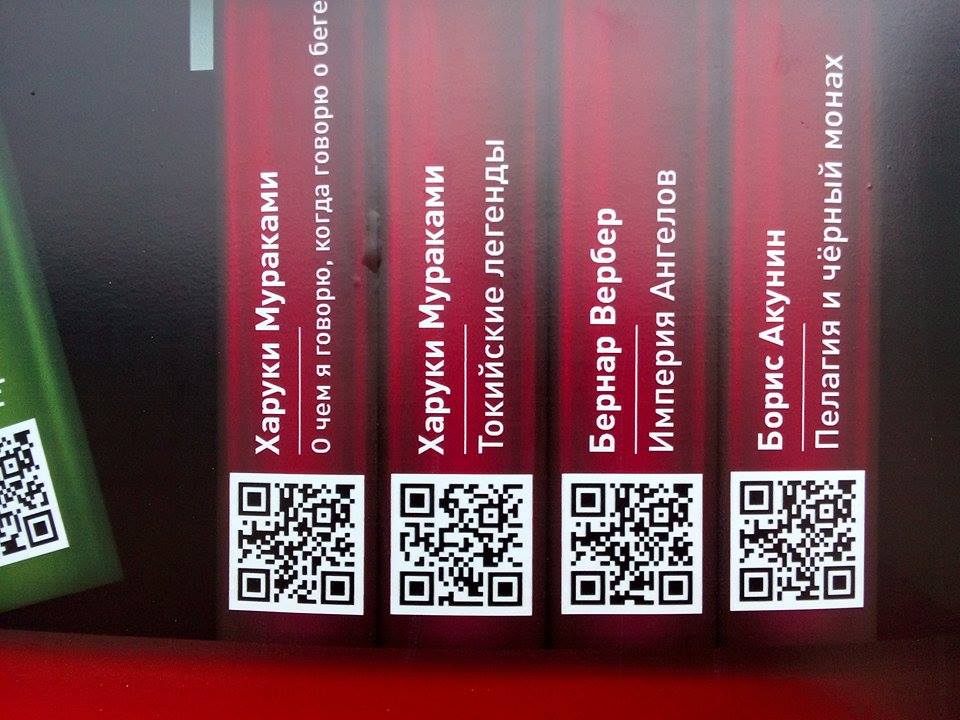 Харуки Мураками
О чем я говорю, когда говорю о беге
Харуки Мураками
Токийские легенды
Бернар Вербер
Империя Ангелов
Борис Акунин
Пелагия и чёрный монах